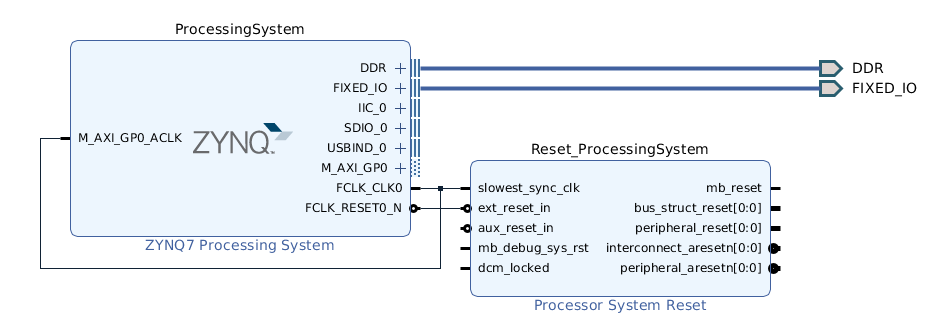 ProcessingSystem
DDR
FIXED_IO
IIC_0
SDIO_0
USBIND_0
M_AXI_GP0
FCLK_CLK0
FCLK_RESET0_N
M_AXI_GP0_ACLK
ZYNQ
ZYNQ7 Processing System
DDR
FIXED_IO
Reset_ProcessingSystem
slowest_sync_clk
ext_reset_in
aux_reset_in
mb_debug_sys_rst
dcm_locked
mb_reset
bus_struct_reset[0:0]
peripheral_reset[0:0]
interconnect_aresetn[0:0]
peripheral_aresetn[0:0]
Processor System Reset